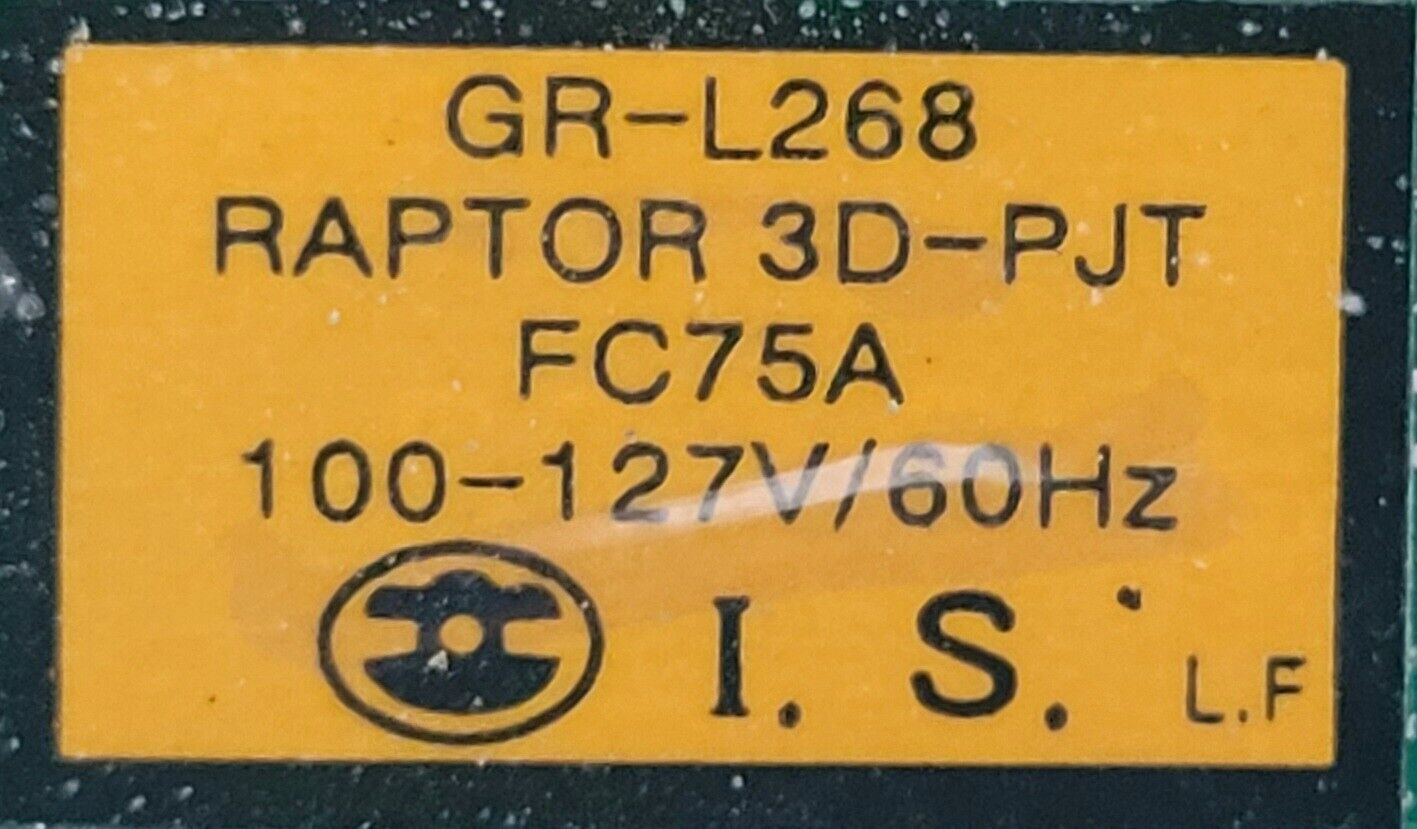 GR-L268
RAPTOR 3D-PJT
FC75A
100-127V/60Hz
I. S. L.F